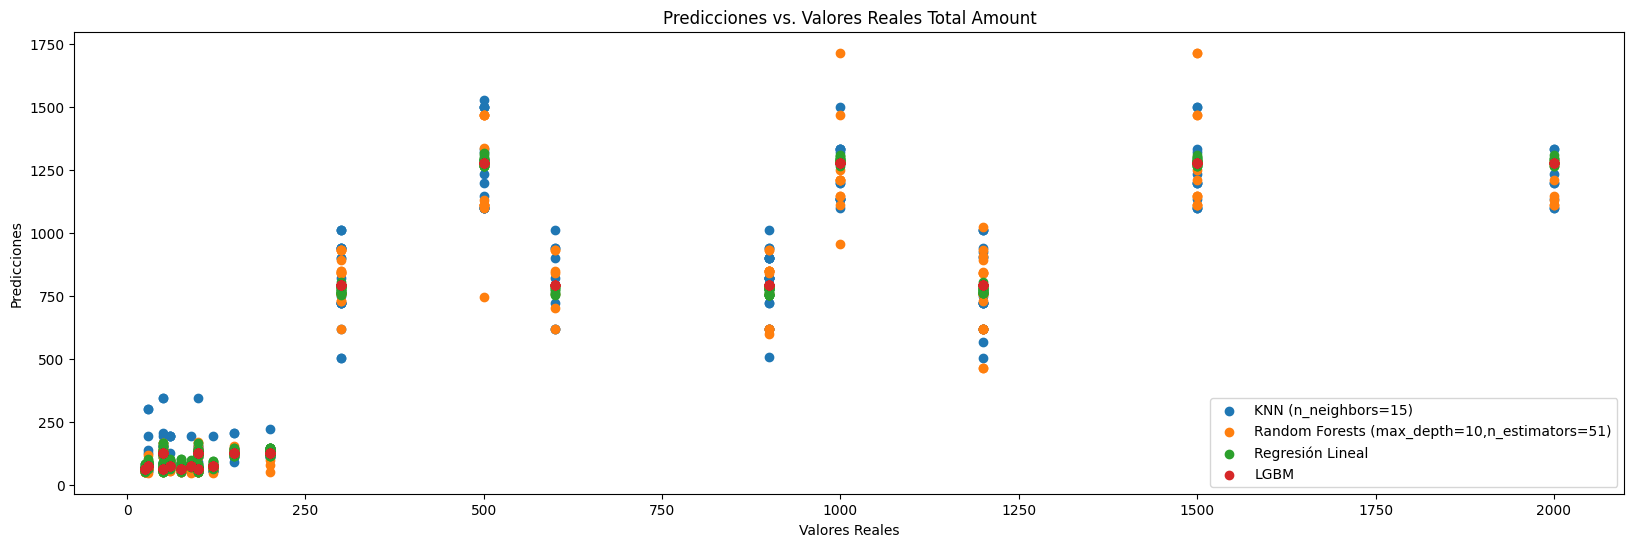 Predicciones vs. Valores Reales Total Amount
Predicciones
1750
1500
1250
1000
750
500
250
0
0
250
500
750
1000
1250
1500
1750
2000
Valores Reales
KNN (n_neighbors=15)
Random Forests (max_depth=10,n_estimators=51)
Regresión Lineal
LGBM